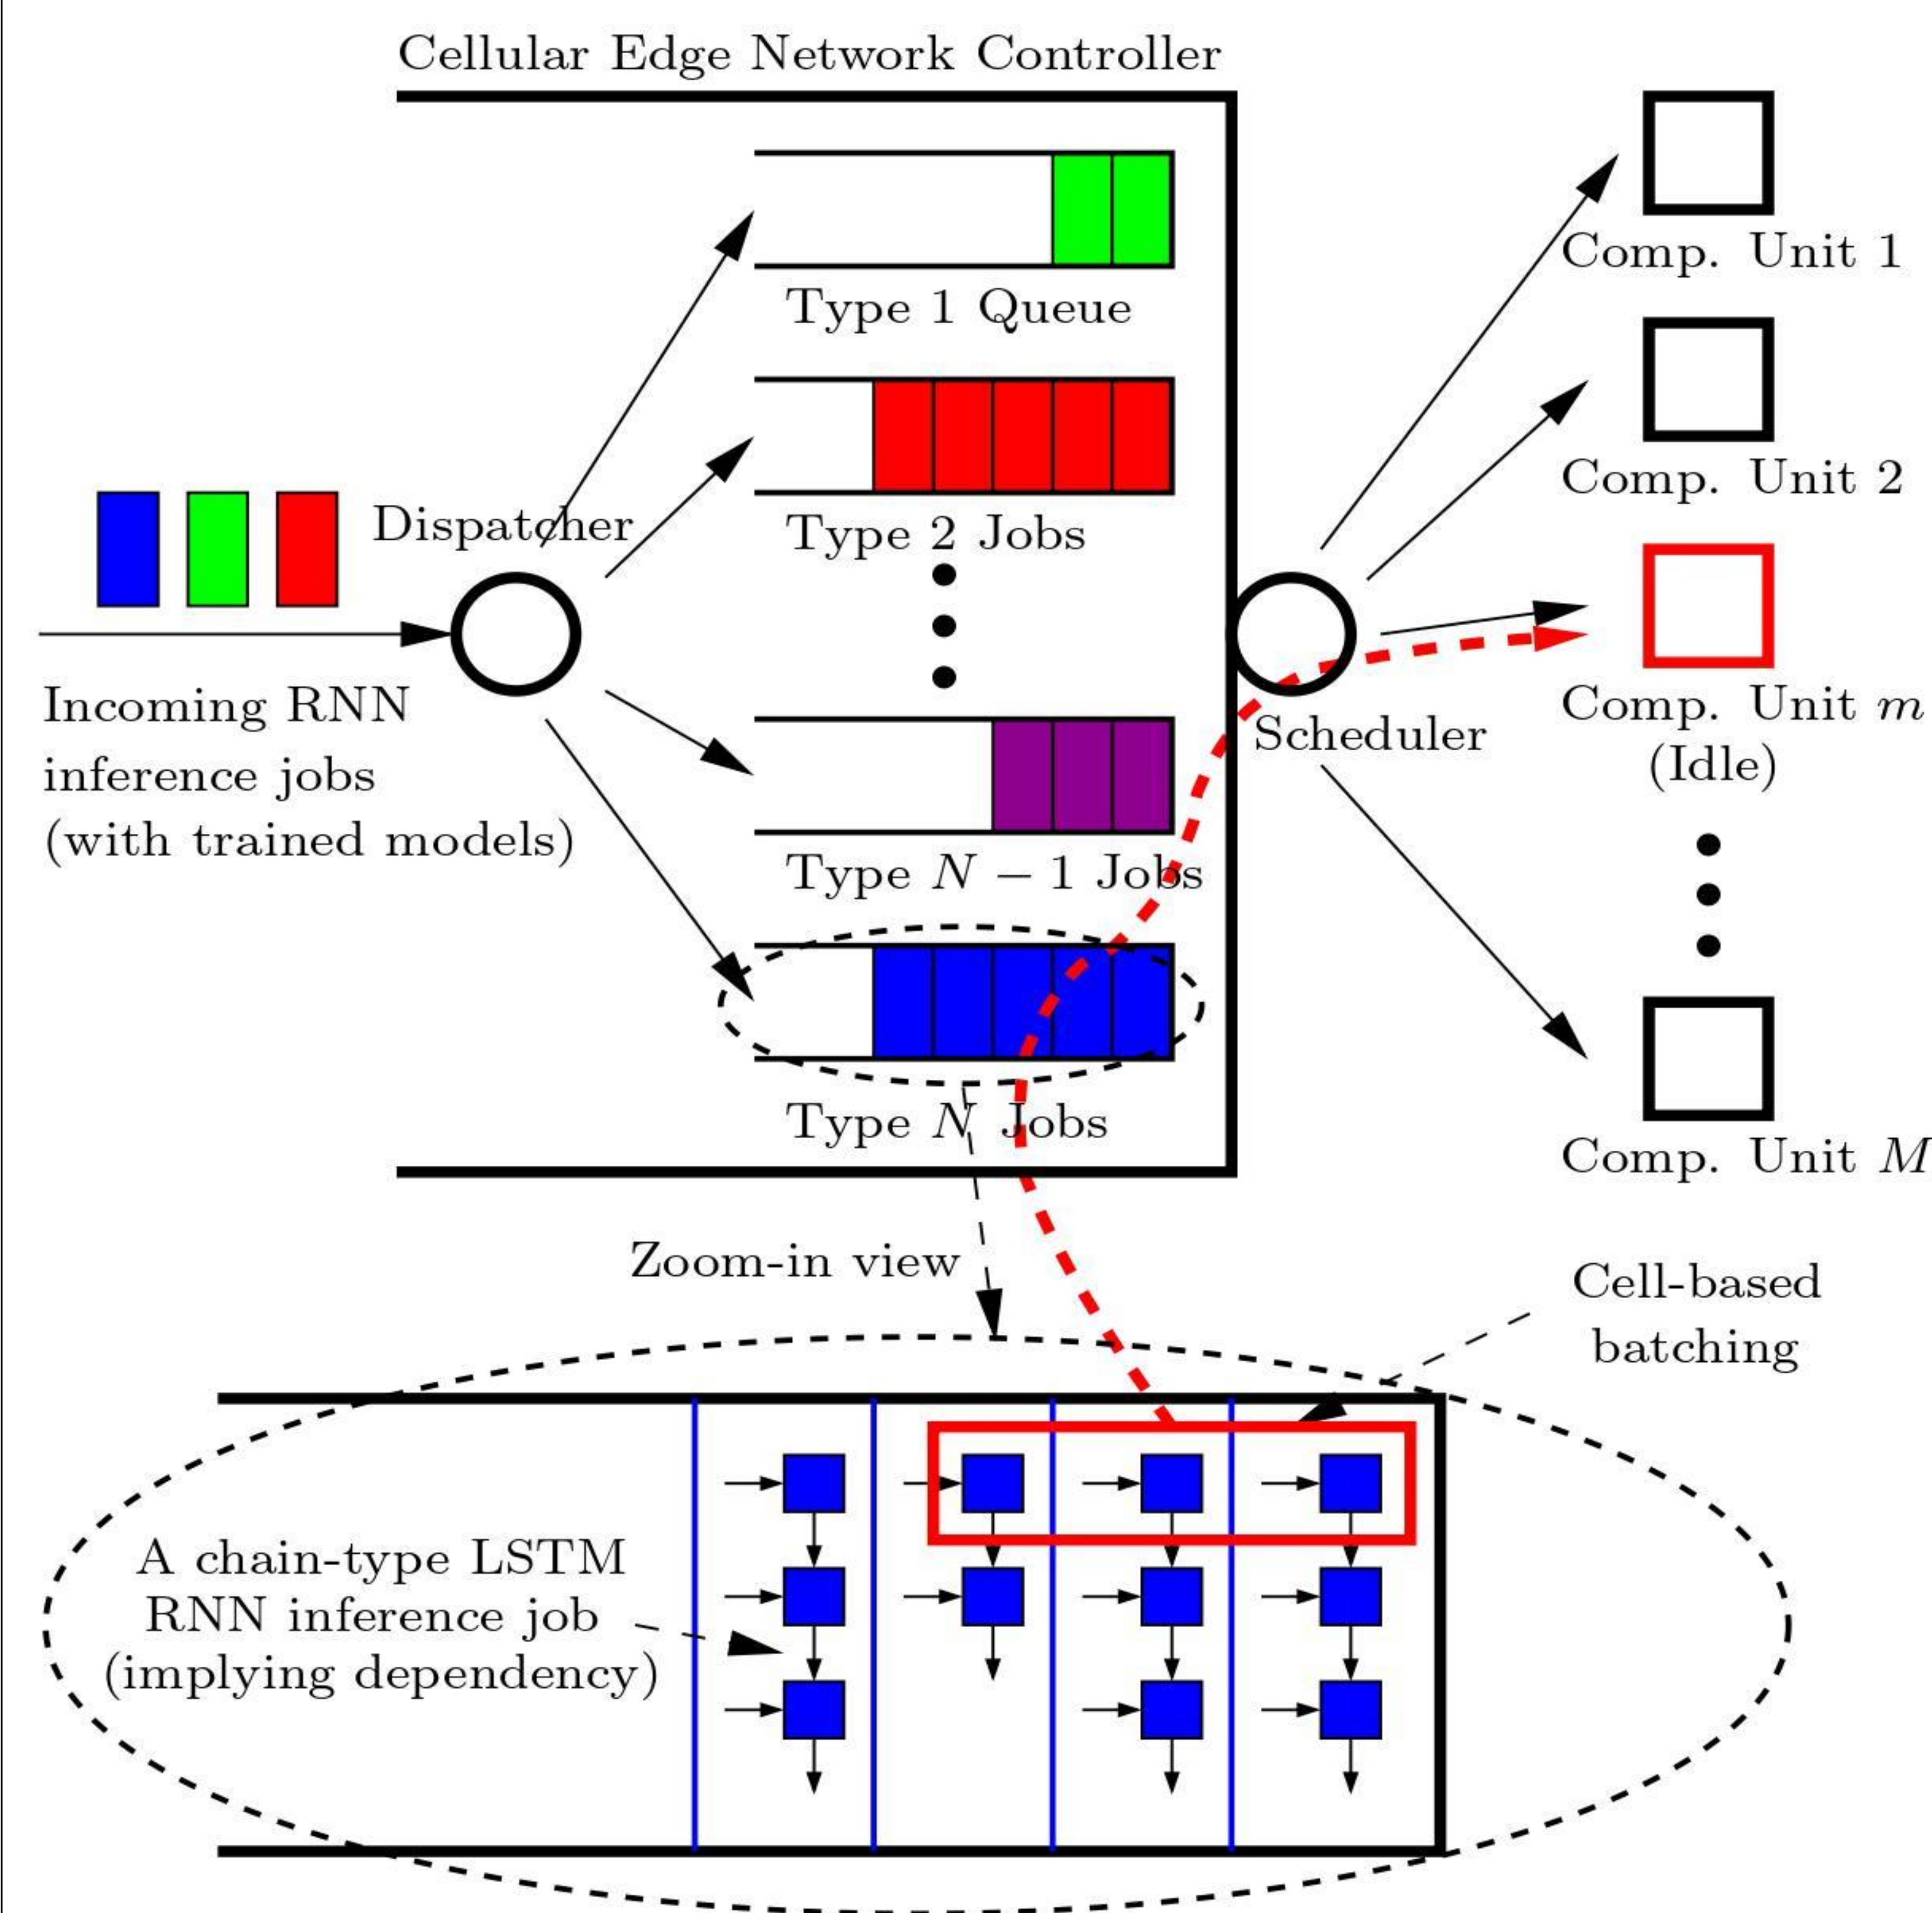 Cellular Edge Network Controller
Type 1 Queue
Type 2 Jobs
Dispatcher
Incoming RNN
inference jobs
(with trained models)
Type N − 1 Jobs
Type N Jobs
Scheduler
Comp. Unit 1
Comp. Unit 2
Comp. Unit m
(Idle)
Comp. Unit M
Zoom-in view
Cell-based
batching
A chain-type LSTM
RNN inference job
(implying dependency)